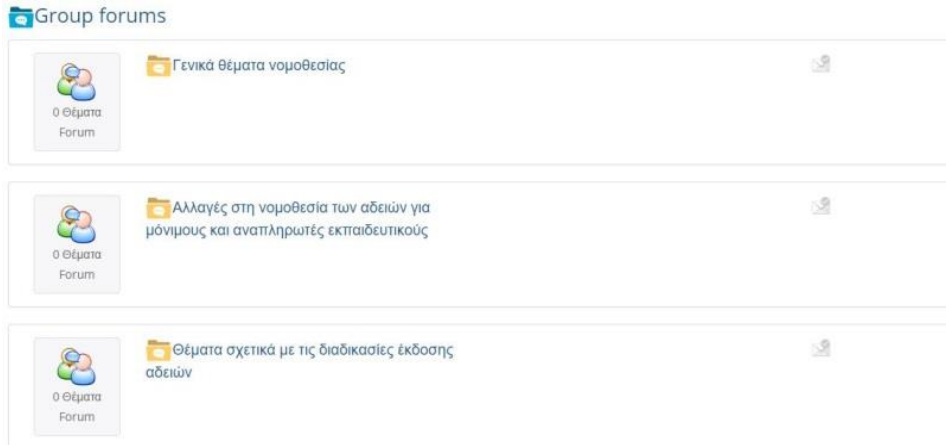 Group forums
Γενικά θέματα νομοθεσίας
0 Θέματα
Forum
Αλλαγές στη νομοθεσία των αδειών για
μόνιμους και αναπληρωτές εκπαιδευτικούς
0 Θέματα
Forum
Θέματα σχετικά με τις διαδικασίες έκδοσης
αδειών
0 Θέματα
Forum